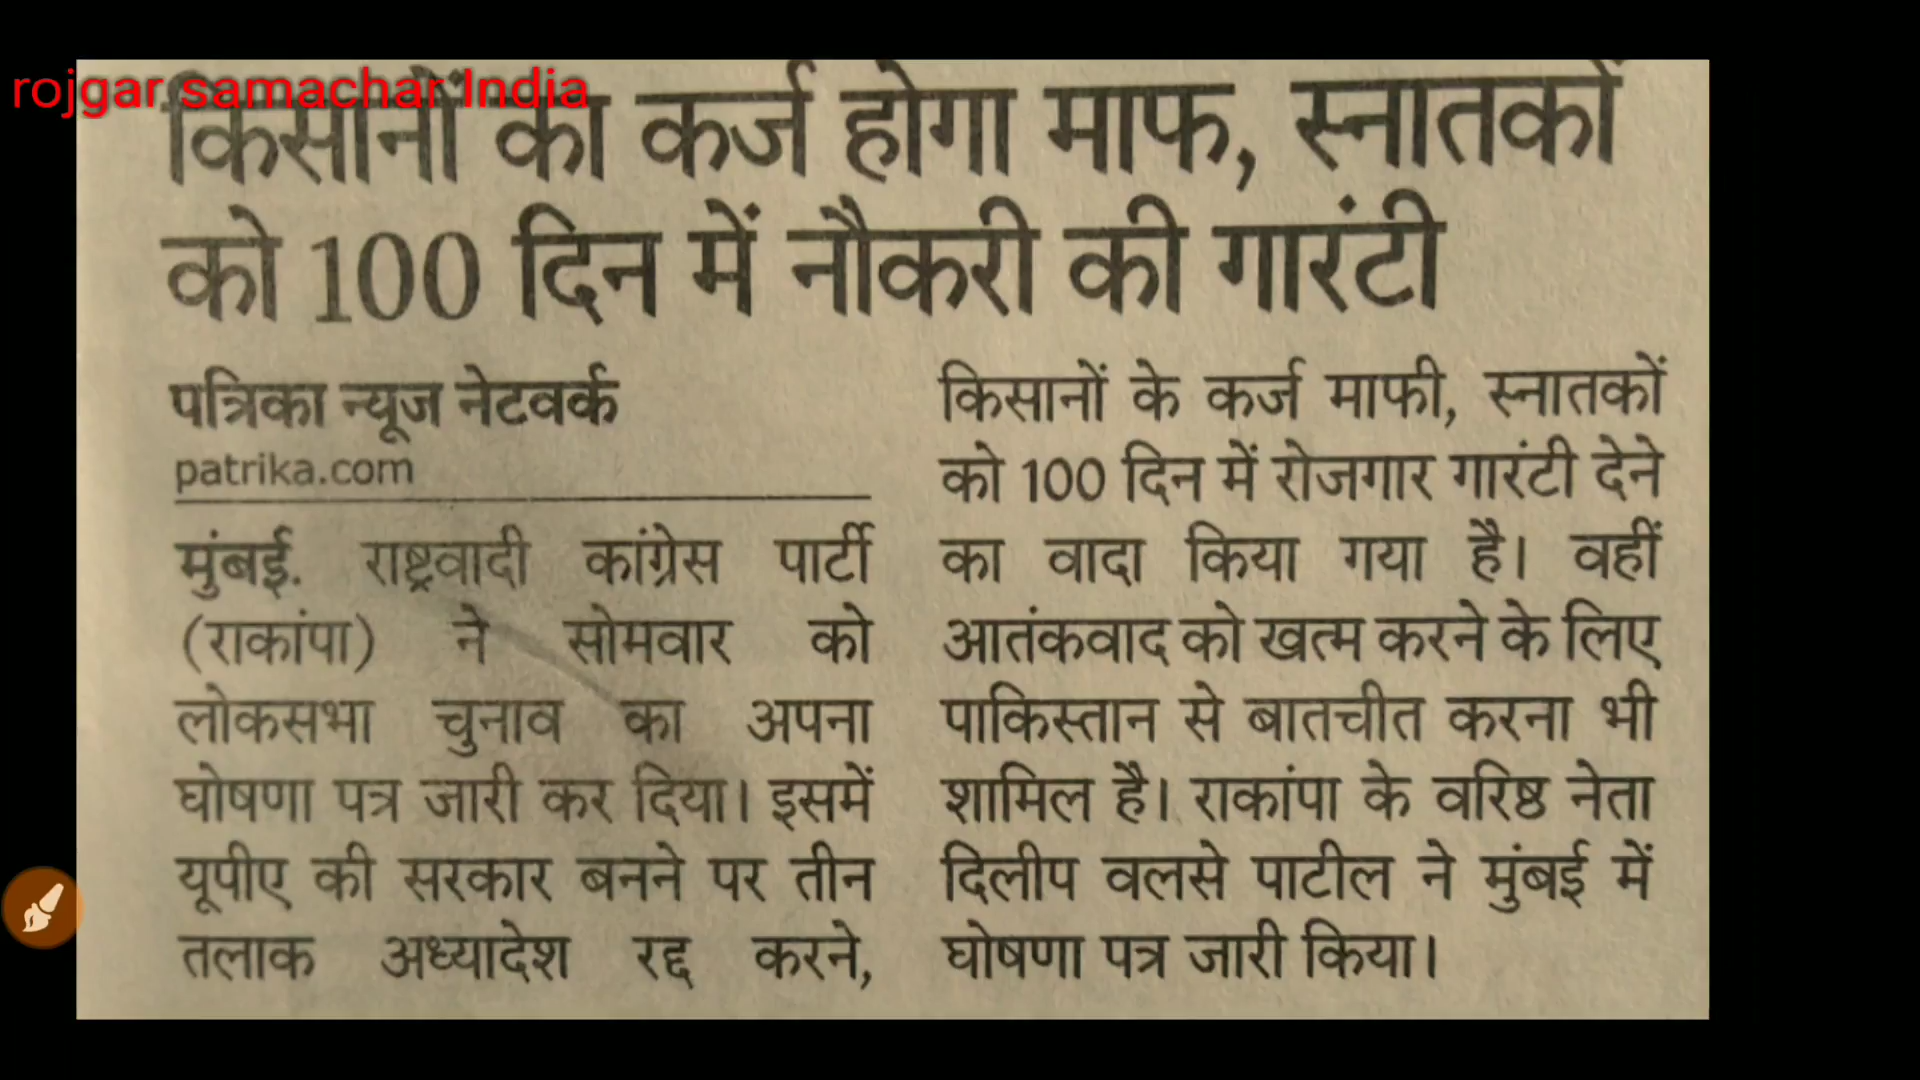 rojgar samachar India
किसानों का कर्ज होगा माफ, स्नातकों
को 100 दिन में नौकरी की गारंटी
पत्रिका न्यूज नेटवर्क
patrika.com
मुंबई. राष्ट्रवादी कांग्रेस पार्टी
(राकांपा) ने सोमवार को
लोकसभा चुनाव का अपना
घोषणा पत्र जारी कर दिया। इसमें
यूपीए की सरकार बनने पर तीन
तलाक अध्यादेश रद्द करने,
किसानों के कर्ज माफी, स्नातकों
को 100 दिन में रोजगार गारंटी देने
का वादा किया गया है। वहीं
आतंकवाद को खत्म करने के लिए
पाकिस्तान से बातचीत करना भी
शामिल है। राकांपा के वरिष्ठ नेता
दिलीप वलसे पाटील ने मुंबई में
घोषणा पत्र जारी किया।